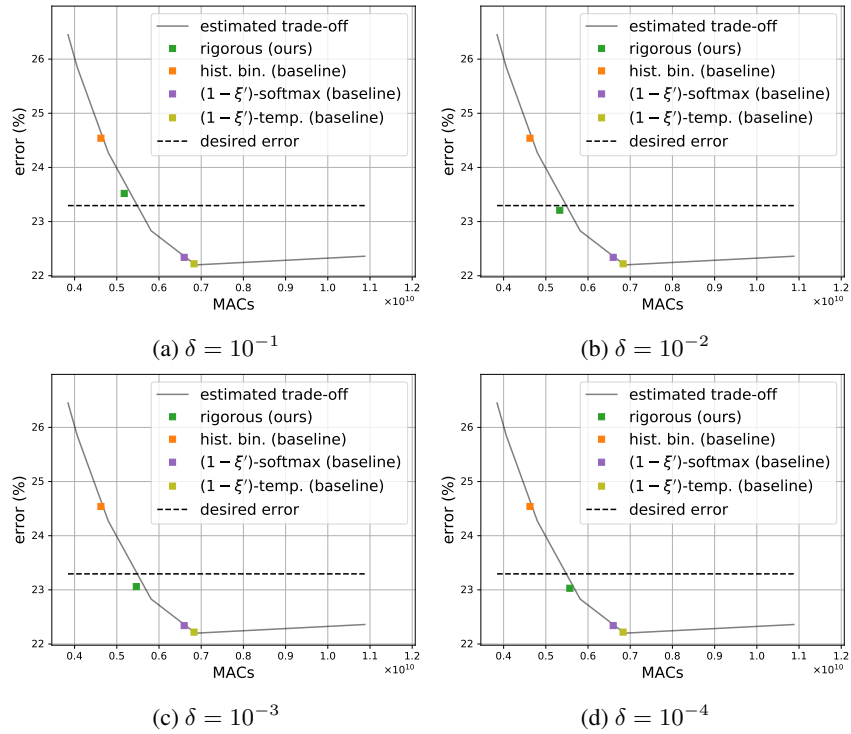 estimated trade-off
rigorous (ours)
hist. bin. (baseline)
(1 − ξ′)-softmax (baseline)
(1 − ξ′)-temp. (baseline)
desired error
error (%)
26
25
24
23
22
0.4 0.5 0.6 0.7 0.8 0.9 1.0 1.1 1.2
MACs
×10¹⁰
(a) δ = 10⁻¹
estimated trade-off
rigorous (ours)
hist. bin. (baseline)
(1 − ξ′)-softmax (baseline)
(1 − ξ′)-temp. (baseline)
desired error
error (%)
26
25
24
23
22
0.4 0.5 0.6 0.7 0.8 0.9 1.0 1.1 1.2
MACs
×10¹⁰
(b) δ = 10⁻²
estimated trade-off
rigorous (ours)
hist. bin. (baseline)
(1 − ξ′)-softmax (baseline)
(1 − ξ′)-temp. (baseline)
desired error
error (%)
26
25
24
23
22
0.4 0.5 0.6 0.7 0.8 0.9 1.0 1.1 1.2
MACs
×10¹⁰
(c) δ = 10⁻³
estimated trade-off
rigorous (ours)
hist. bin. (baseline)
(1 − ξ′)-softmax (baseline)
(1 − ξ′)-temp. (baseline)
desired error
error (%)
26
25
24
23
22
0.4 0.5 0.6 0.7 0.8 0.9 1.0 1.1 1.2
MACs
×10¹⁰
(d) δ = 10⁻⁴